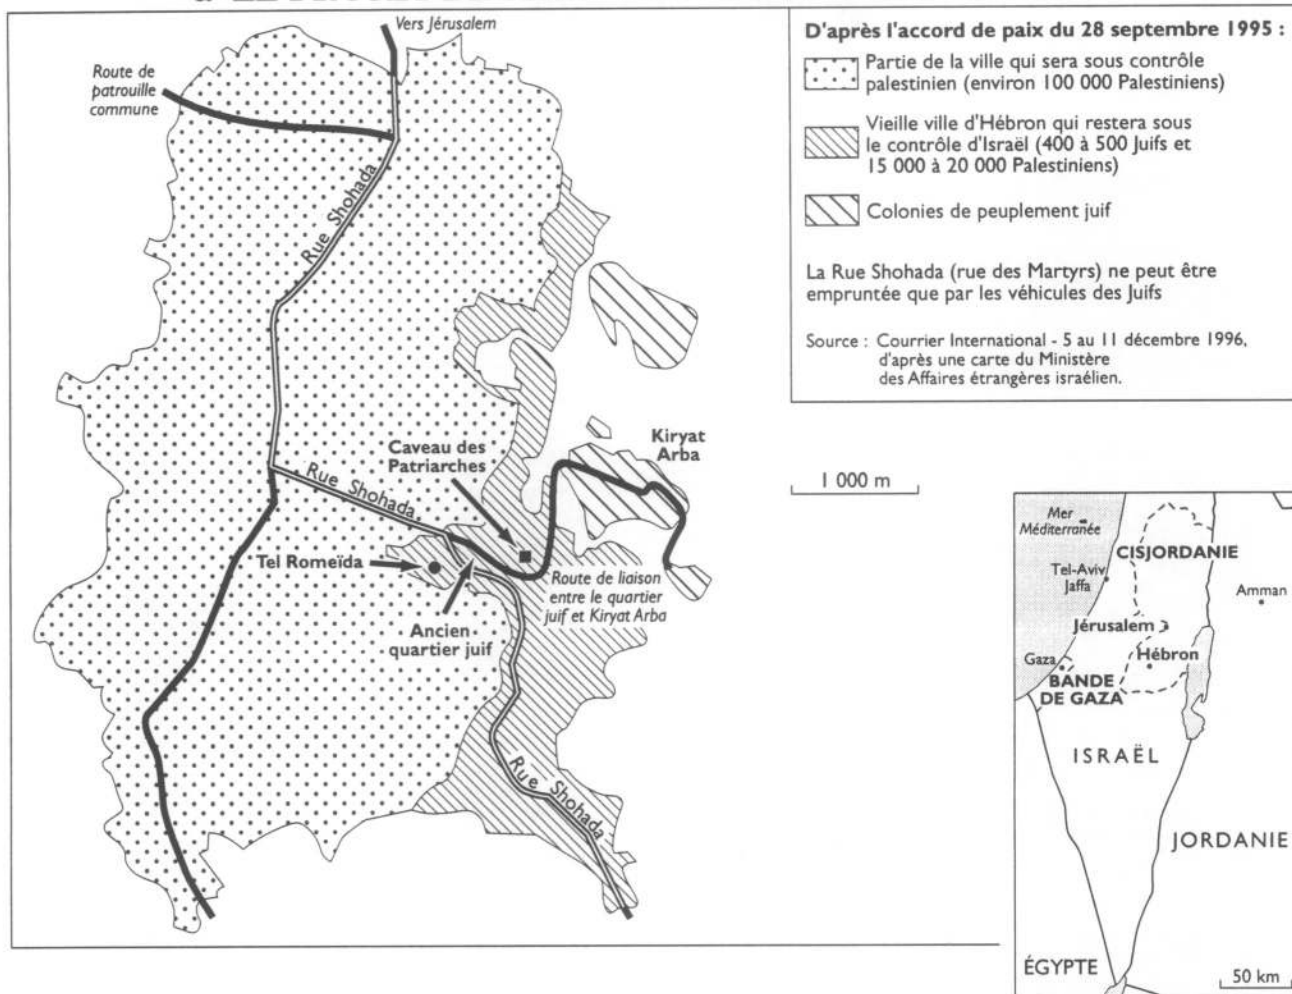 Vers Jérusalem
Route de
patrouille
commune
Rue Shohada
Rue Shohada
Caveau des
Patriarches
Kiryat
Arba
Tel Romeïda
Ancien
quartier juif
Route de liaison
entre le quartier
juif et Kiryat Arba
Rue Shohada
D'après l'accord de paix du 28 septembre 1995 :
Partie de la ville qui sera sous contrôle
palestinien (environ 100 000 Palestiniens)
Vieille ville d'Hébron qui restera sous
le contrôle d'Israël (400 à 500 Juifs et
15 000 à 20 000 Palestiniens)
Colonies de peuplement juif
La Rue Shohada (rue des Martyrs) ne peut être
empruntée que par les véhicules des Juifs
Source : Courrier International - 5 au 11 décembre 1996,
d'après une carte du Ministère
des Affaires étrangères israélien.
1 000 m
Mer
Méditerranée
CISJORDANIE
Tel-Aviv
Jaffa
Amman
Jérusalem
Gaza
Hébron
BANDE
DE GAZA
ISRAËL
JORDANIE
ÉGYPTE
50 km